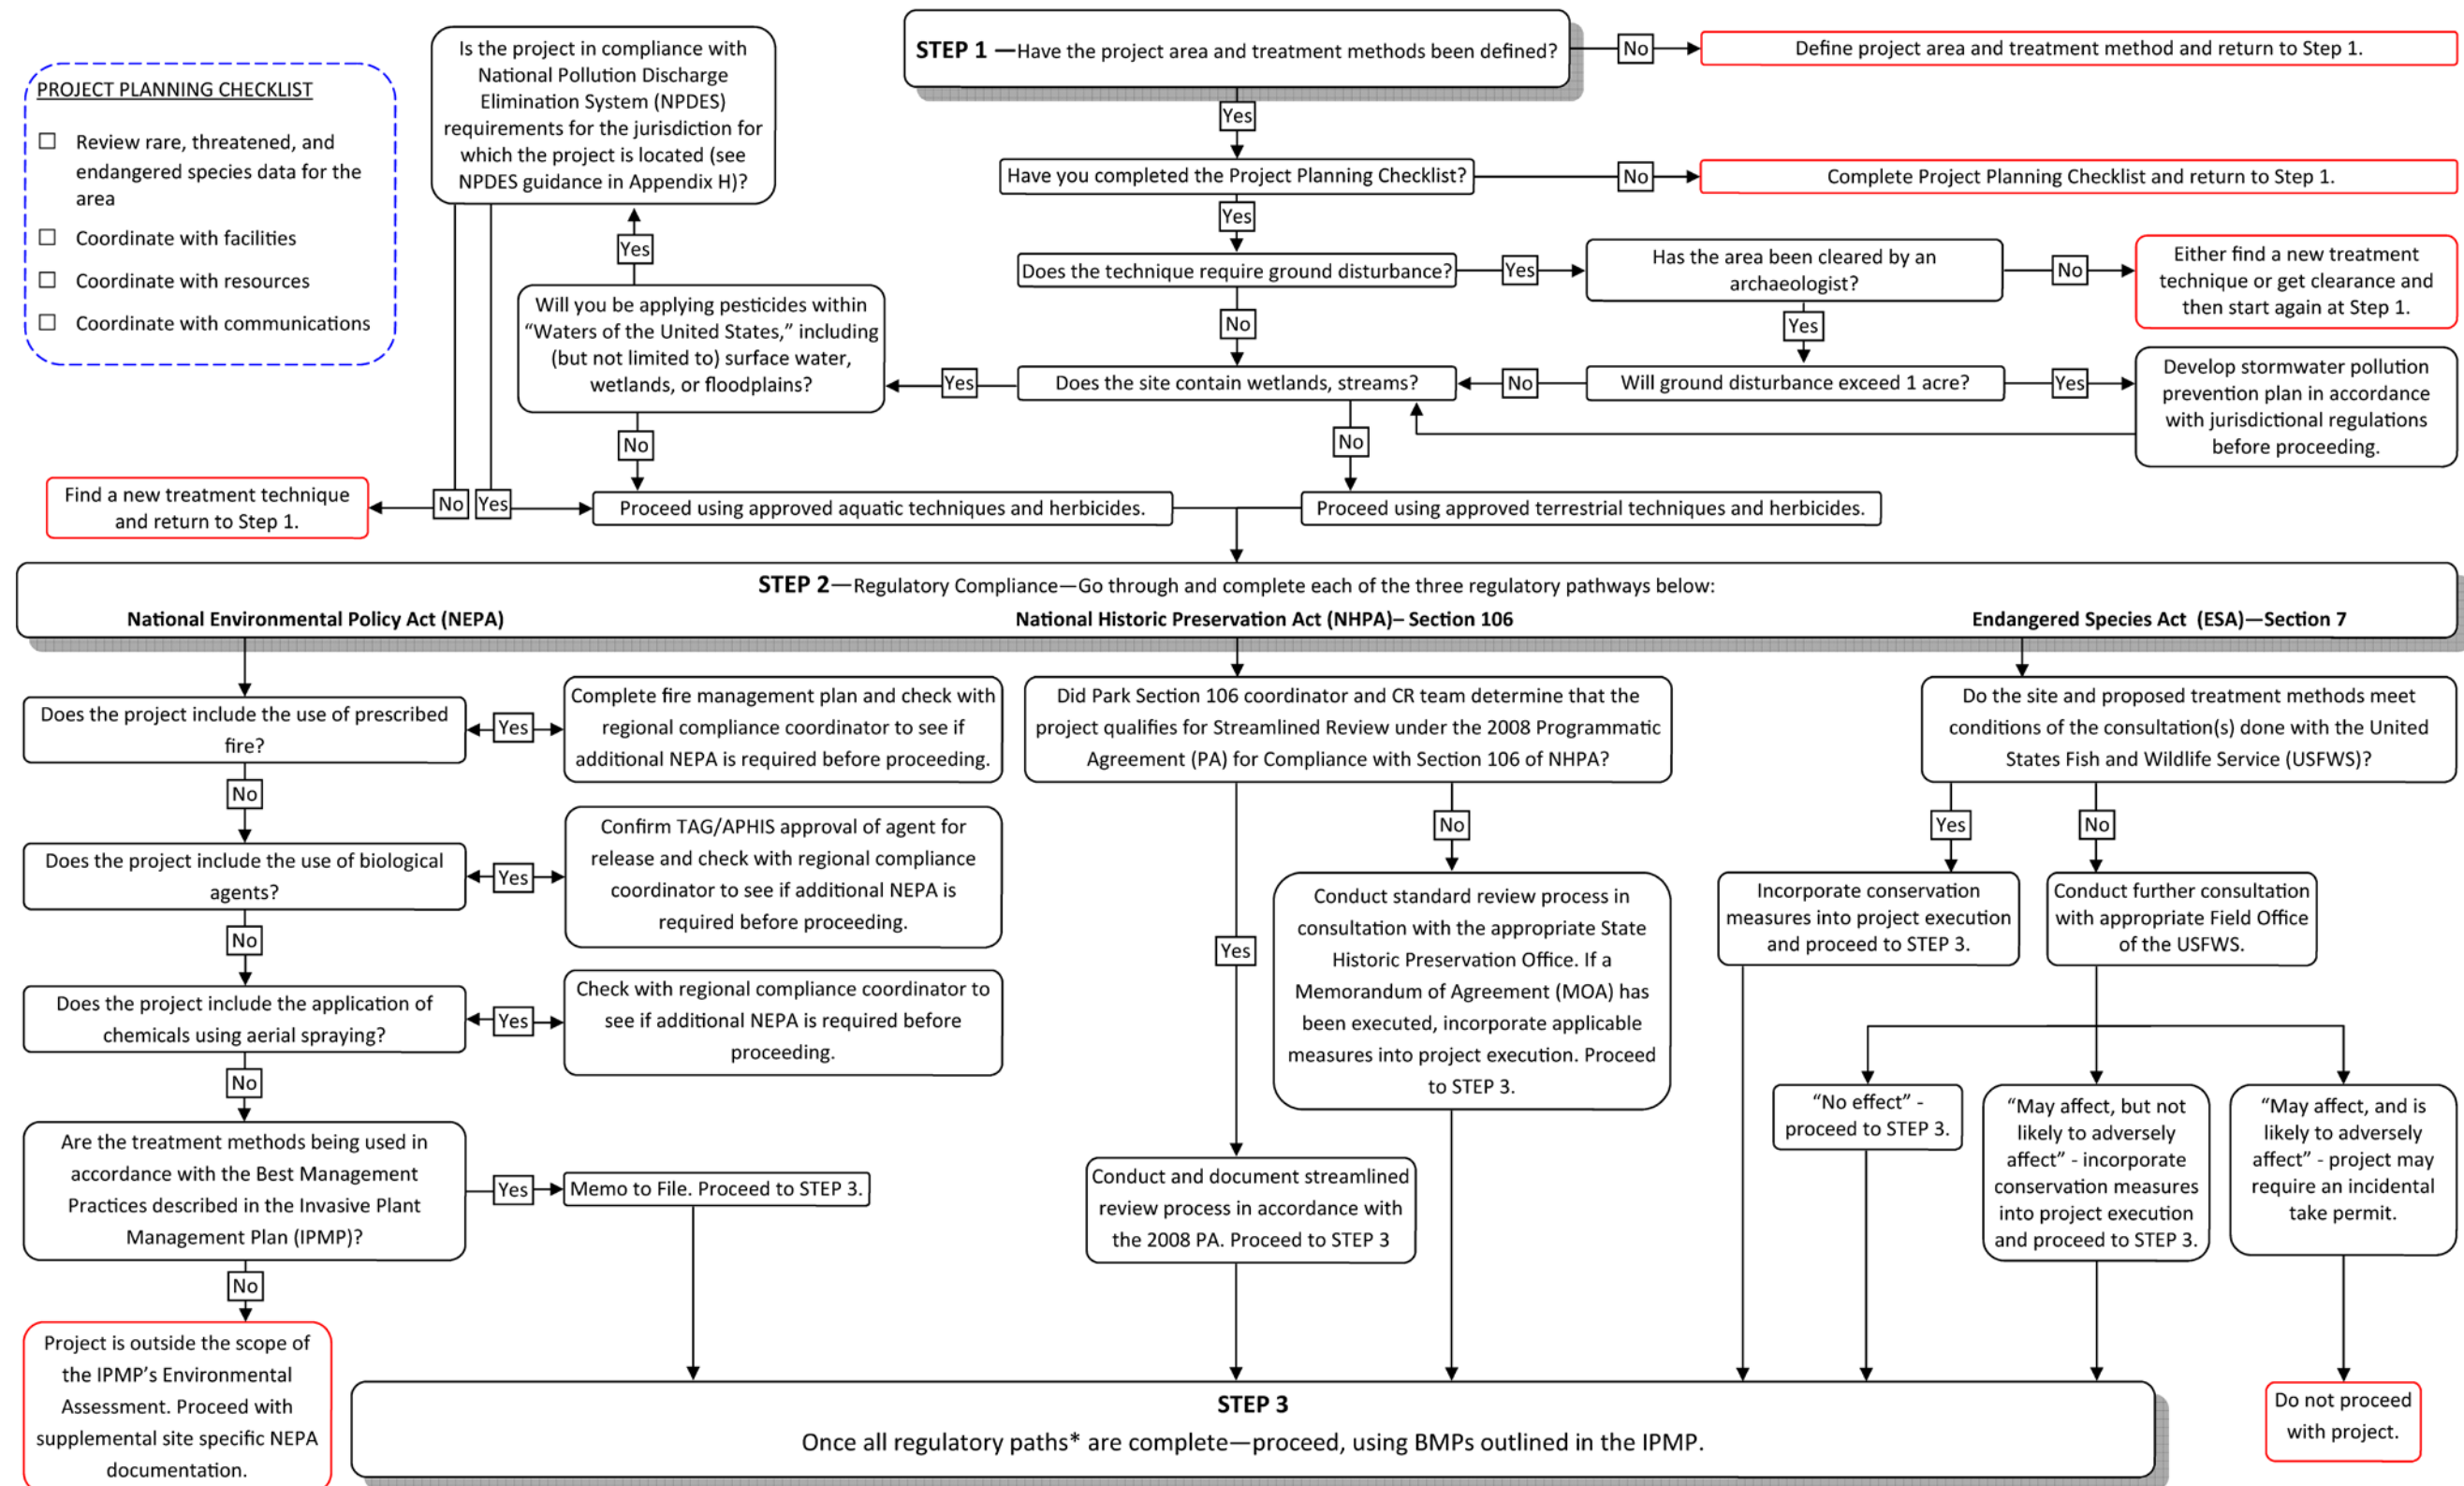 PROJECT PLANNING CHECKLIST
Review rare, threatened, and
endangered species data for the
area
Coordinate with facilities
Coordinate with resources
Coordinate with communications
Is the project in compliance with
National Pollution Discharge
Elimination System (NPDES)
requirements for the jurisdiction for
which the project is located (see
NPDES guidance in Appendix H)?
STEP 1 —Have the project area and treatment methods been defined?
No
Define project area and treatment method and return to Step 1.
Yes
Have you completed the Project Planning Checklist?
No
Complete Project Planning Checklist and return to Step 1.
Yes
Yes
Does the technique require ground disturbance?
Yes
Has the area been cleared by an
archaeologist?
No
Either find a new treatment
technique or get clearance and
then start again at Step 1.
Will you be applying pesticides within
“Waters of the United States,” including
(but not limited to) surface water,
wetlands, or floodplains?
No
Yes
Yes
Does the site contain wetlands, streams?
No
Will ground disturbance exceed 1 acre?
Yes
Develop stormwater pollution
prevention plan in accordance
with jurisdictional regulations
before proceeding.
No
No
Find a new treatment technique
and return to Step 1.
No
Yes
Proceed using approved aquatic techniques and herbicides.
Proceed using approved terrestrial techniques and herbicides.
STEP 2—Regulatory Compliance—Go through and complete each of the three regulatory pathways below:
National Environmental Policy Act (NEPA)
National Historic Preservation Act (NHPA)– Section 106
Endangered Species Act (ESA)—Section 7
Does the project include the use of prescribed
fire?
Yes
Complete fire management plan and check with
regional compliance coordinator to see if
additional NEPA is required before proceeding.
No
Does the project include the use of biological
agents?
Yes
Confirm TAG/APHIS approval of agent for
release and check with regional compliance
coordinator to see if additional NEPA is
required before proceeding.
No
Does the project include the application of
chemicals using aerial spraying?
Yes
Check with regional compliance coordinator to
see if additional NEPA is required before
proceeding.
No
Are the treatment methods being used in
accordance with the Best Management
Practices described in the Invasive Plant
Management Plan (IPMP)?
Yes
Memo to File. Proceed to STEP 3.
No
Project is outside the scope of
the IPMP’s Environmental
Assessment. Proceed with
supplemental site specific NEPA
documentation.
Did Park Section 106 coordinator and CR team determine that the
project qualifies for Streamlined Review under the 2008 Programmatic
Agreement (PA) for Compliance with Section 106 of NHPA?
Yes
No
Conduct standard review process in
consultation with the appropriate State
Historic Preservation Office. If a
Memorandum of Agreement (MOA) has
been executed, incorporate applicable
measures into project execution. Proceed
to STEP 3.
Conduct and document streamlined
review process in accordance with
the 2008 PA. Proceed to STEP 3
Do the site and proposed treatment methods meet
conditions of the consultation(s) done with the United
States Fish and Wildlife Service (USFWS)?
Yes
No
Incorporate conservation
measures into project execution
and proceed to STEP 3.
Conduct further consultation
with appropriate Field Office
of the USFWS.
“No effect” -
proceed to STEP 3.
“May affect, but not
likely to adversely
affect” - incorporate
conservation measures
into project execution
and proceed to STEP 3.
“May affect, and is
likely to adversely
affect” - project may
require an incidental
take permit.
Do not proceed
with project.
STEP 3
Once all regulatory paths* are complete—proceed, using BMPs outlined in the IPMP.